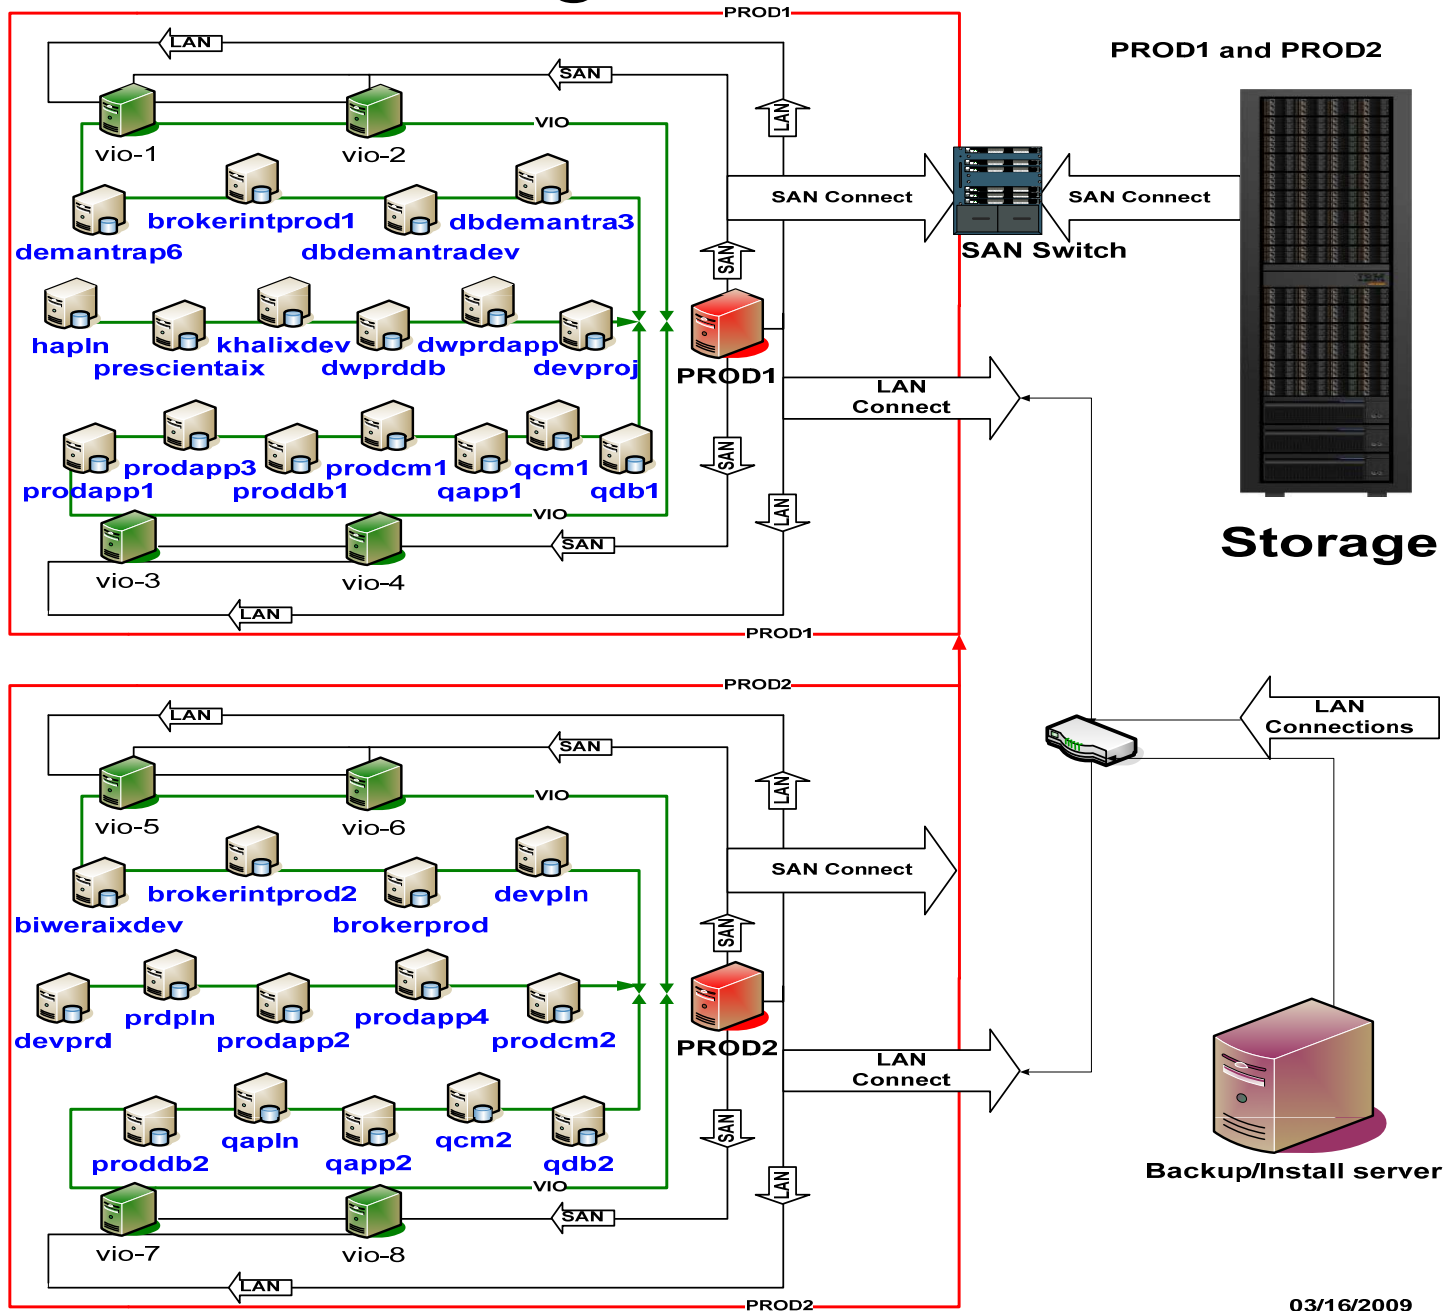 PROD1
LAN
PROD1 and PROD2
SAN
LAN
VIO
vio-1
vio-2
SAN Connect
SAN Connect
brokerintprod1
dbdemantra3
demantrap6
dbdemantradev
SAN Switch
SAN
IBM
hapln
khalixdev
dwprdapp
prescientaix
dwprddb
devproj
PROD1
LAN
Connect
SAN
prodapp3
prodcm1
qcm1
prodapp1
proddb1
qapp1
qdb1
LAN
VIO
SAN
Storage
vio-3
vio-4
LAN
PROD1
PROD2
LAN
LAN
Connections
SAN
LAN
VIO
vio-5
vio-6
SAN Connect
brokerintprod2
devpln
biweraixdev
brokerprod
SAN
prdpln
prodapp4
devprd
prodapp2
prodcm2
PROD2
LAN
Connect
SAN
qapln
qcm2
proddb2
qapp2
qdb2
Backup/Install server
LAN
VIO
SAN
vio-7
vio-8
LAN
PROD2
03/16/2009